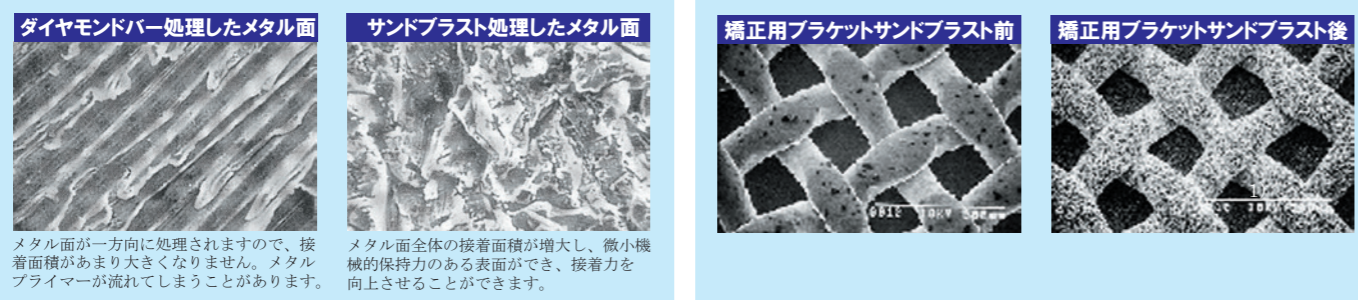 ダイヤモンドバー処理したメタル面
メタル面が一方向に処理されますので、接
着面積があまり大きくなりません。メタル
プライマーが流れてしまうことがあります。
サンドブラスト処理したメタル面
メタル面全体の接着面積が増大し、微小機
械的保持力のある表面ができ、接着力を
向上させることができます。
矯正用ブラケットサンドブラスト前
矯正用ブラケットサンドブラスト後